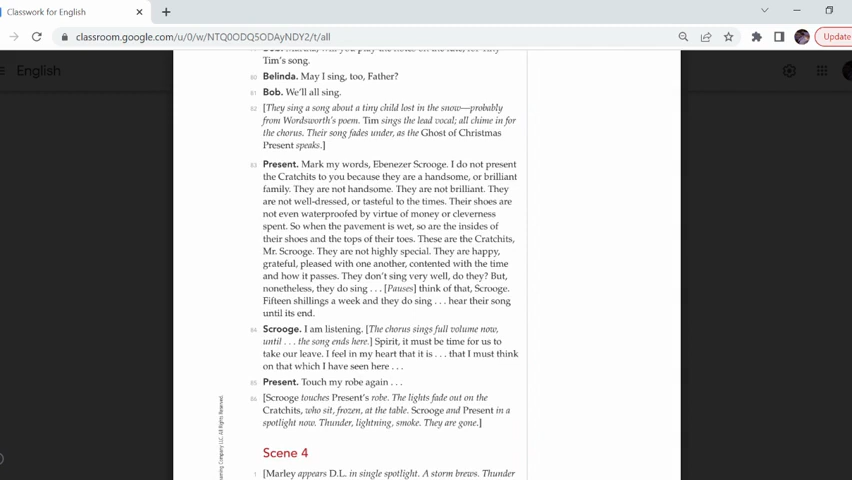 Classwork for English
classroom.google.com/u/0/w/NTQ0ODQ5ODAyNDY2/t/all
Update
English
Tim's song.
80 Belinda. May I sing, too, Father?
81 Bob. We'll all sing.
82 [They sing a song about a tiny child lost in the snow—probably
from Wordsworth's poem. Tim sings the lead vocal; all chime in for
the chorus. Their song fades under, as the Ghost of Christmas
Present speaks.]
83 Present. Mark my words, Ebenezer Scrooge. I do not present
the Cratchits to you because they are a handsome, or brilliant
family. They are not handsome. They are not brilliant. They
are not well-dressed, or tasteful to the times. Their shoes are
not even waterproofed by virtue of money or cleverness
spent. So when the pavement is wet, so are the insides of
their shoes and the tops of their toes. These are the Cratchits,
Mr. Scrooge. They are not highly special. They are happy,
grateful, pleased with one another, contented with the time
and how it passes. They don't sing very well, do they? But,
nonetheless, they do sing . . . [Pauses] think of that, Scrooge.
Fifteen shillings a week and they do sing . . . hear their song
until its end.
84 Scrooge. I am listening. [The chorus sings full volume now,
until . . . the song ends here.] Spirit, it must be time for us to
take our leave. I feel in my heart that it is . . . that I must think
on that which I have seen here . . .
85 Present. Touch my robe again . . .
86 [Scrooge touches Present's robe. The lights fade out on the
Cratchits, who sit, frozen, at the table. Scrooge and Present in a
spotlight now. Thunder, lightning, smoke. They are gone.]
Scene 4
1 [Marley appears D.L. in single spotlight. A storm brews. Thunder
Company LLC. All Rights Reserved.